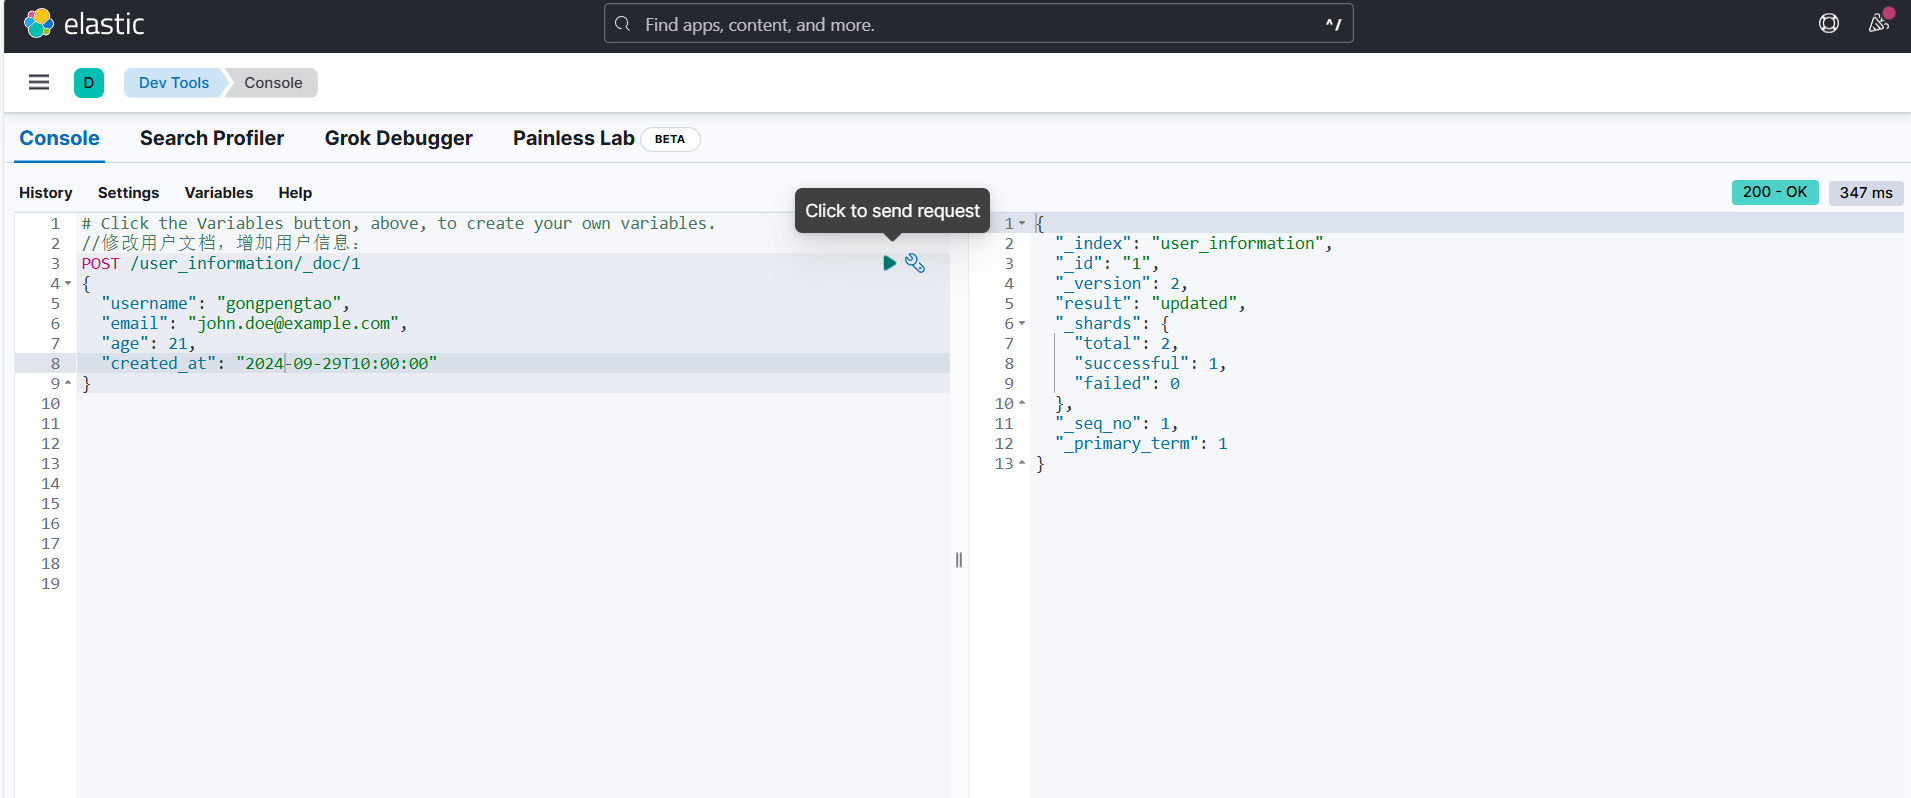 elastic
Find apps, content, and more.
^/
D
Dev Tools
Console
Console
Search Profiler
Grok Debugger
Painless Lab
BETA
History
Settings
Variables
Help
Click to send request
200 - OK
347 ms
1 # Click the Variables button, above, to create your own variables.
2 //修改用户文档，增加用户信息：
3 POST /user_information/_doc/1
4 {
5 "username": "gongpengtao",
6 "email": "john.doe@example.com",
7 "age": 21,
8 "created_at": "2024-09-29T10:00:00"
9 }
10
11
12
13
14
15
16
17
18
19
1 {
2 "_index": "user_information",
3 "_id": "1",
4 "_version": 2,
5 "result": "updated",
6 "_shards": {
7 "total": 2,
8 "successful": 1,
9 "failed": 0
10 },
11 "_seq_no": 1,
12 "_primary_term": 1
13 }